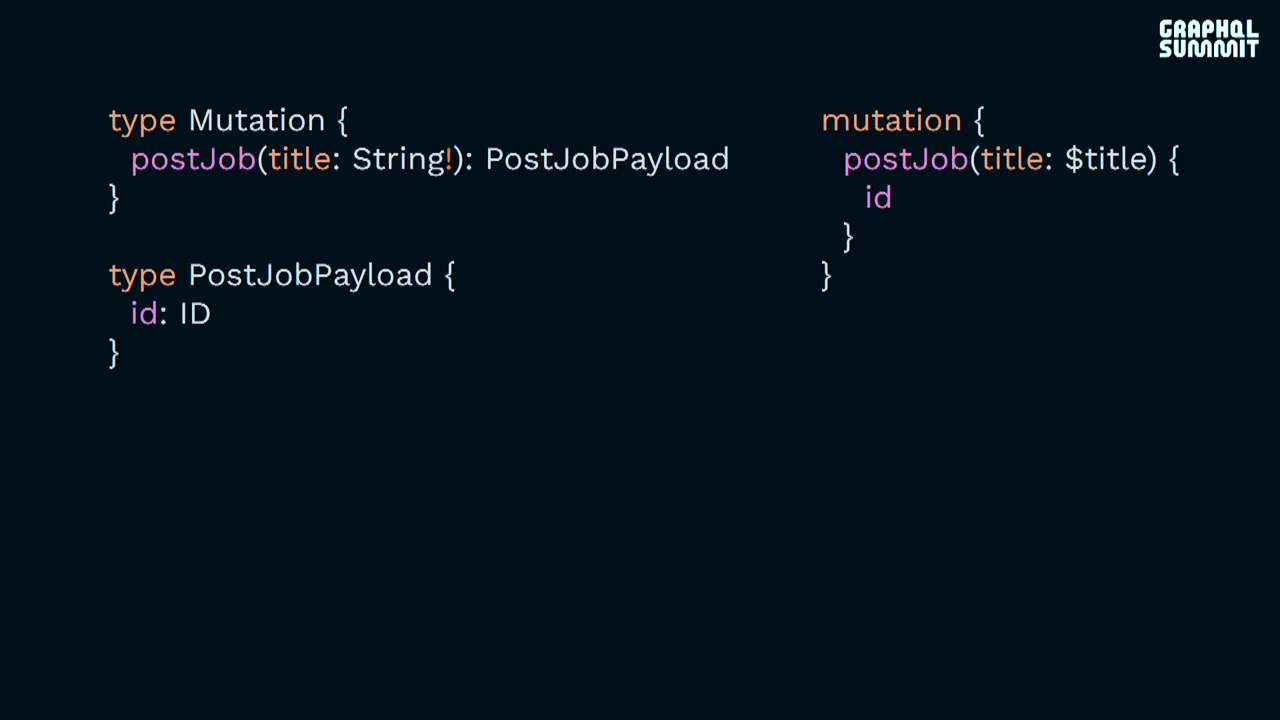 GRAPHQL
SUMMIT
type Mutation {
  postJob(title: String!): PostJobPayload
}
type PostJobPayload {
  id: ID
}
mutation {
  postJob(title: $title) {
    id
  }
}